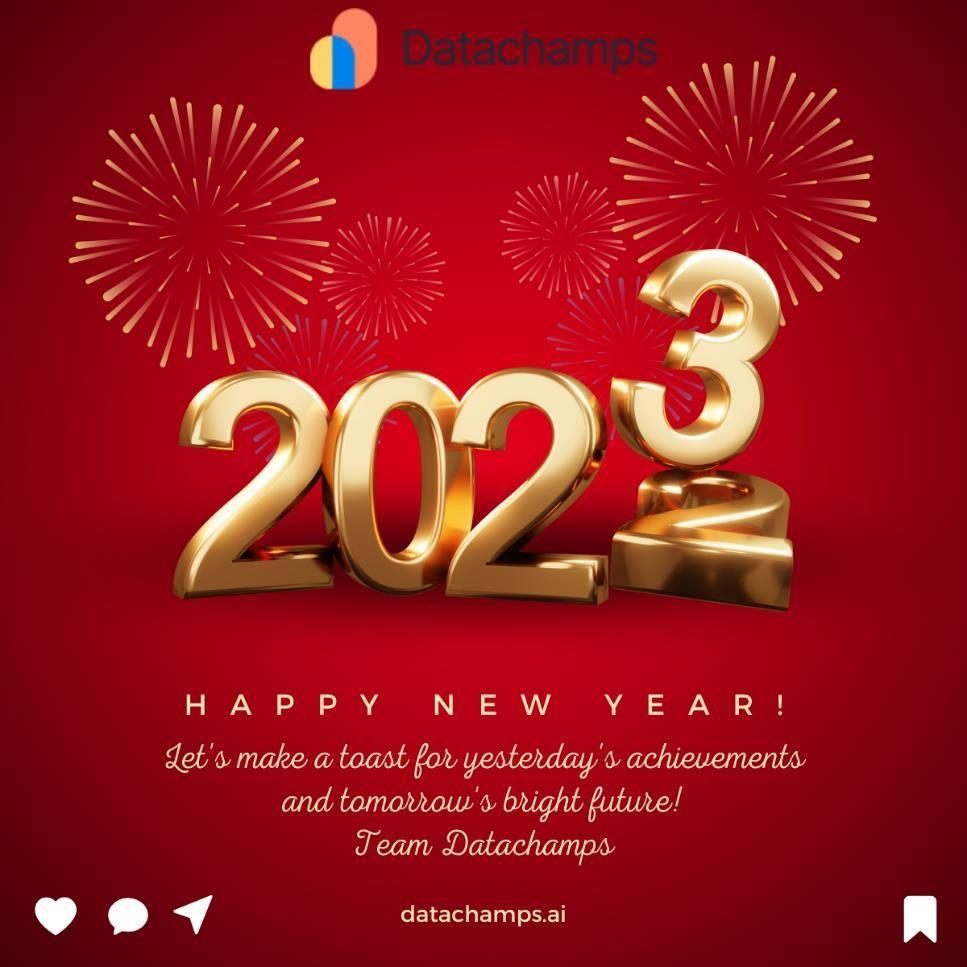 Datachamps
2023
2
HAPPY NEW YEAR!
Let's make a toast for yesterday's achievements
and tomorrow's bright future!
Team Datachamps
datachamps.ai